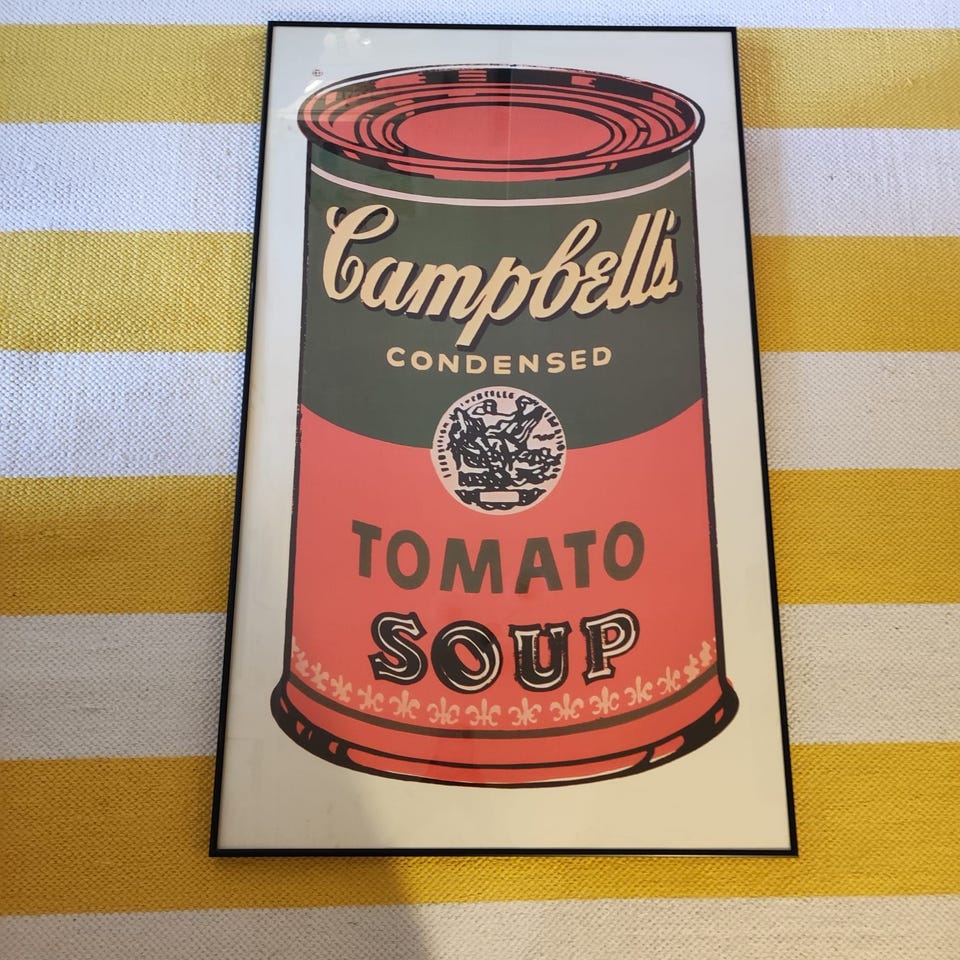 Campbell's
CONDENSED
TOMATO
SOUP